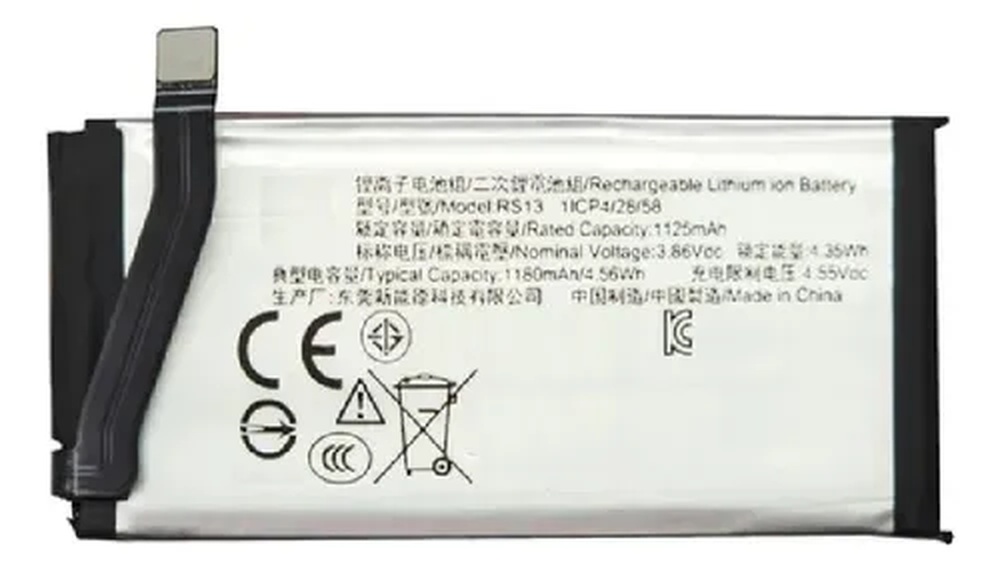 锂离子电池组/二次鋰電池組/Rechargeable Lithium ion Battery
型号/型號/Model:RS13 1ICP4/28/58
额定容量/額定電容量/Rated Capacity:1125mAh
标称电压/標稱電壓/Nominal Voltage:3.86Vdc 额定能量:4.35Wh
典型电容量/Typical Capacity:1180mAh/4.56Wh 充电限制电压:4.55Vdc
生产厂:东莞新能德科技有限公司 中国制造/中國製造/Made in China
CE